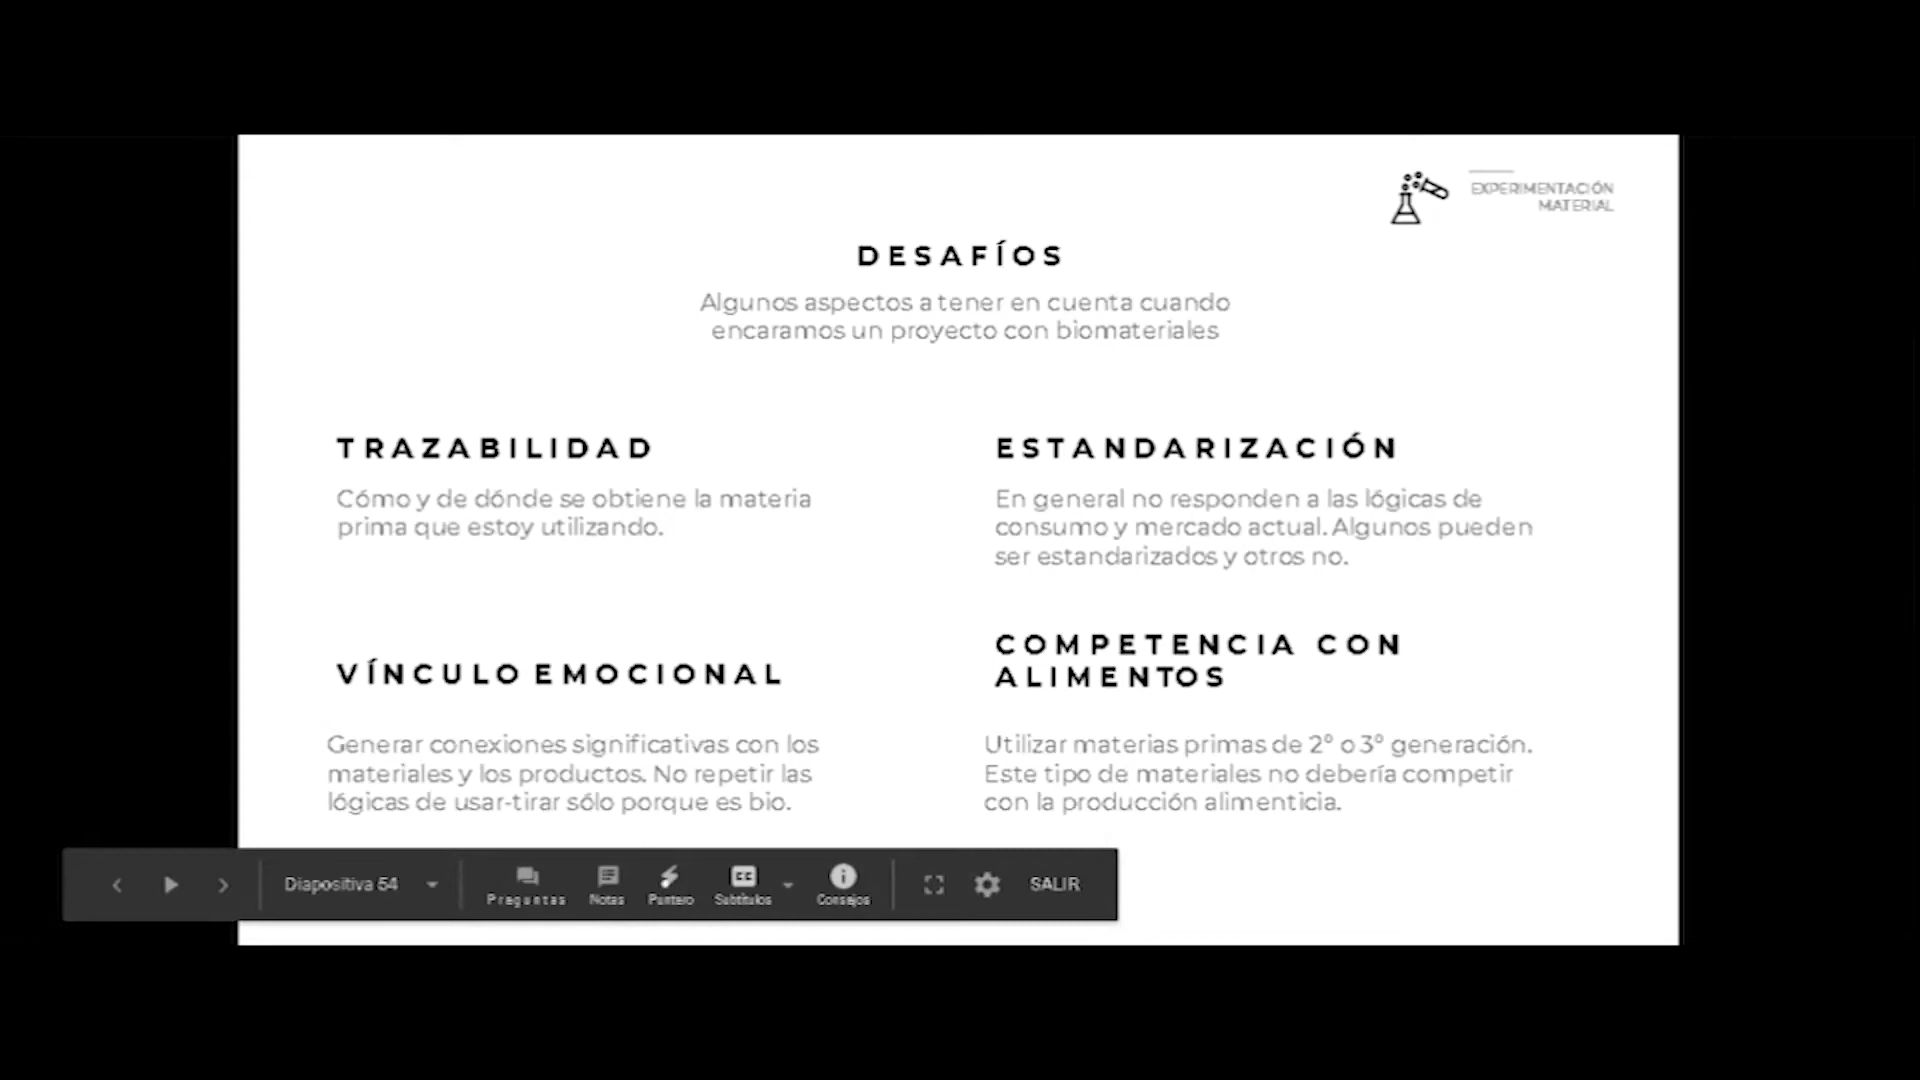 EXPERIMENTACIÓN
MATERIAL
DESAFÍOS
Algunos aspectos a tener en cuenta cuando
encaramos un proyecto con biomateriales
TRAZABILIDAD
Cómo y de dónde se obtiene la materia
prima que estoy utilizando.
ESTANDARIZACIÓN
En general no responden a las lógicas de
consumo y mercado actual. Algunos pueden
ser estandarizados y otros no.
VÍNCULO EMOCIONAL
Generar conexiones significativas con los
materiales y los productos. No repetir las
lógicas de usar-tirar sólo porque es bio.
COMPETENCIA CON
ALIMENTOS
Utilizar materias primas de 2° o 3° generación.
Este tipo de materiales no debería competir
con la producción alimenticia.
Diapositiva 54
Preguntas
Notas
Puntero
CC
Subtítulos
Consejos
SALIR